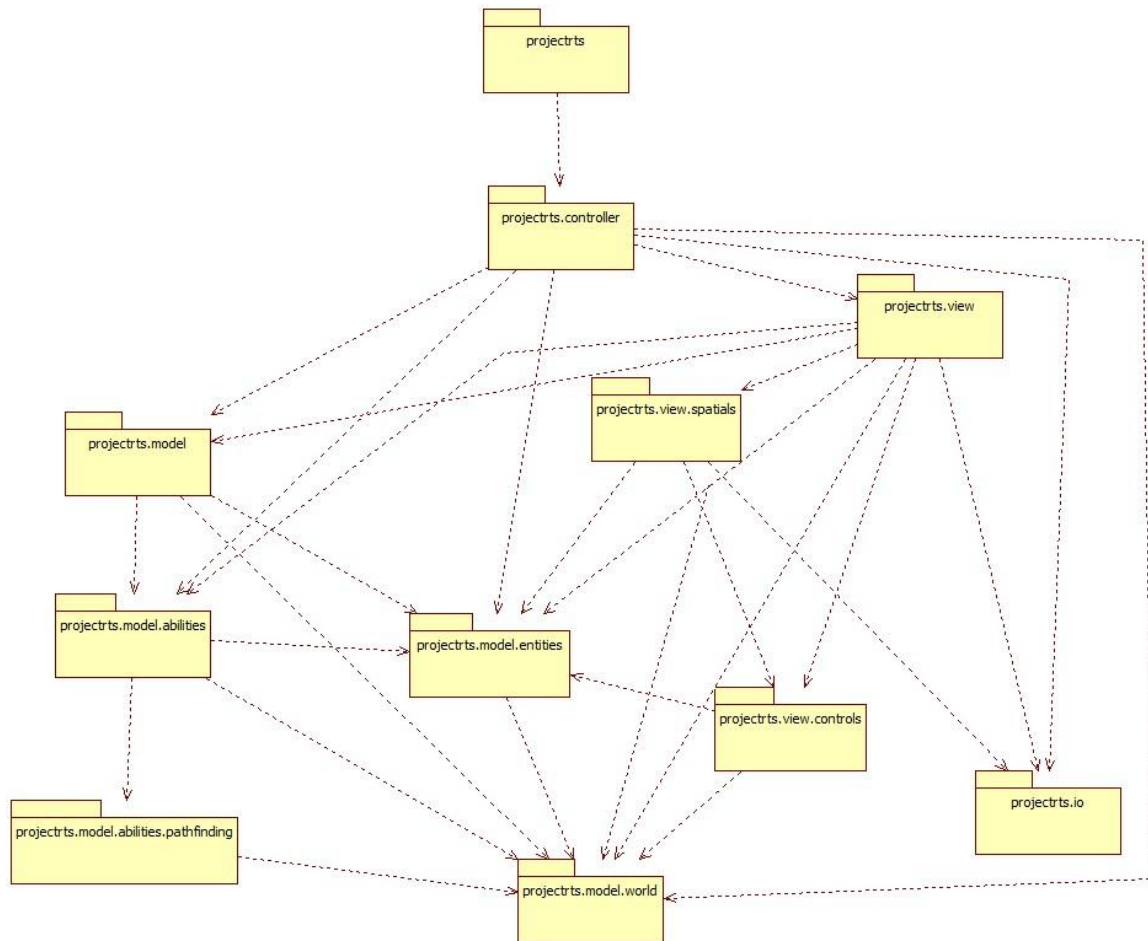 projectrts
projectrts.controller
projectrts.view
projectrts.view.spatials
projectrts.model
projectrts.model.abilities
projectrts.model.entities
projectrts.view.controls
projectrts.io
projectrts.model.abilities.pathfinding
projectrts.model.world